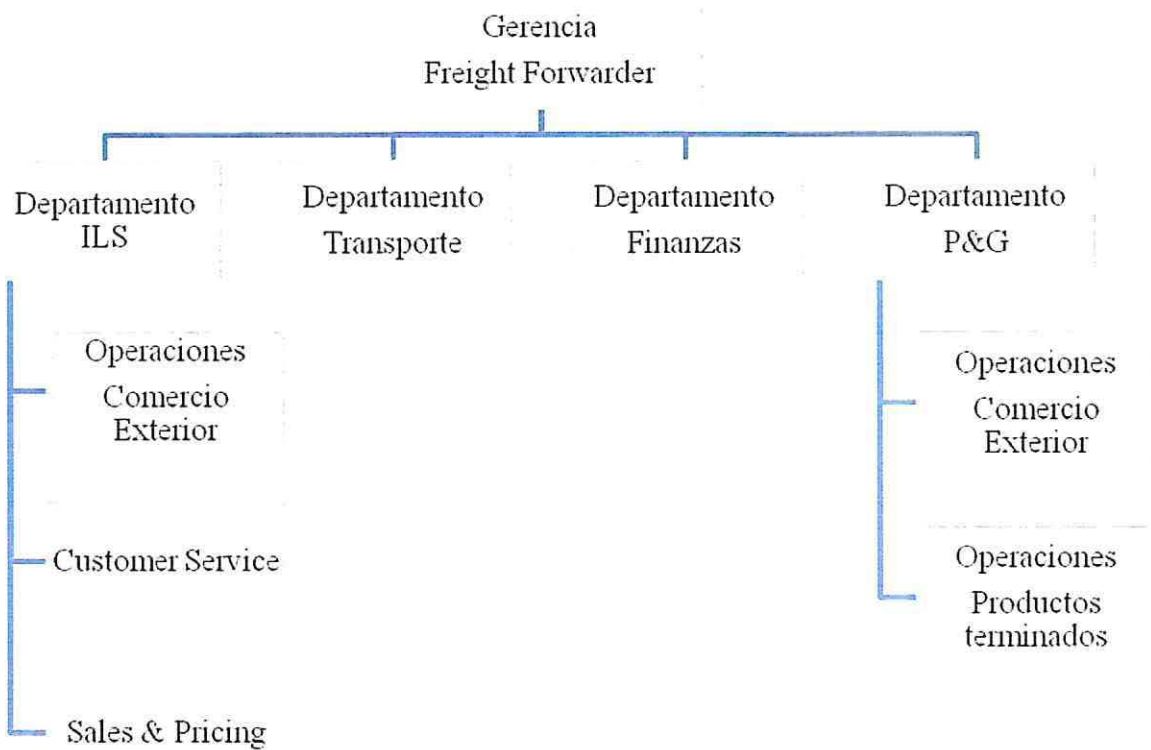 Gerencia
Freight Forwarder
Departamento
ILS
Departamento
Transporte
Departamento
Finanzas
Departamento
P&G
Operaciones
Comercio
Exterior
Customer Service
Sales & Pricing
Operaciones
Comercio
Exterior
Operaciones
Productos
terminados